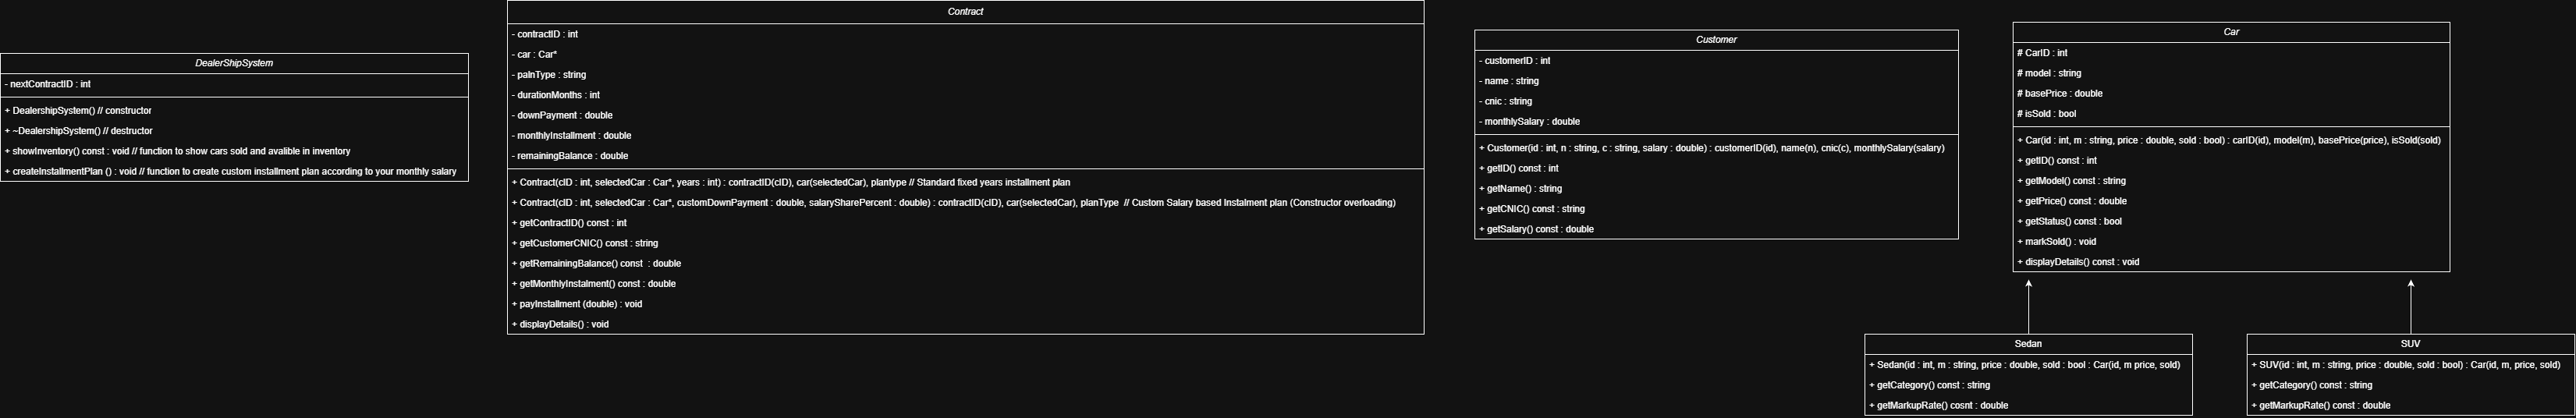 DealerShipSystem
- nextContractID : int
+ DealershipSystem() // constructor
+ ~DealershipSystem() // destructor
+ showInventory() const : void // function to show cars sold and avalible in inventory
+ createInstallmentPlan () : void // function to create custom installment plan according to your monthly salary
Contract
- contractID : int
- car : Car*
- palnType : string
- durationMonths : int
- downPayment : double
- monthlyInstallment : double
- remainingBalance : double
+ Contract(cID : int, selectedCar : Car*, years : int) : contractID(cID), car(selectedCar), plantype // Standard fixed years installment plan
+ Contract(cID : int, selectedCar : Car*, customDownPayment : double, salarySharePercent : double) : contractID(cID), car(selectedCar), planType // Custom Salary based Instalment plan (Constructor overloading)
+ getContractID() const : int
+ getCustomerCNIC() const : string
+ getRemainingBalance() const : double
+ getMonthlyInstalment() const : double
+ payInstallment (double) : void
+ displayDetails() : void
Customer
- customerID : int
- name : string
- cnic : string
- monthlySalary : double
+ Customer(id : int, n : string, c : string, salary : double) : customerID(id), name(n), cnic(c), monthlySalary(salary)
+ getID() const : int
+ getName() : string
+ getCNIC() const : string
+ getSalary() const : double
Car
# CarID : int
# model : string
# basePrice : double
# isSold : bool
+ Car(id : int, m : string, price : double, sold : bool) : carID(id), model(m), basePrice(price), isSold(sold)
+ getID() const : int
+ getModel() const : string
+ getPrice() const : double
+ getStatus() const : bool
+ markSold() : void
+ displayDetails() const : void
Sedan
+ Sedan(id : int, m : string, price : double, sold : bool : Car(id, m price, sold)
+ getCategory() const : string
+ getMarkupRate() cosnt : double
SUV
+ SUV(id : int, m : string, price : double, sold : bool) : Car(id, m, price, sold)
+ getCategory() const : string
+ getMarkupRate() const : double